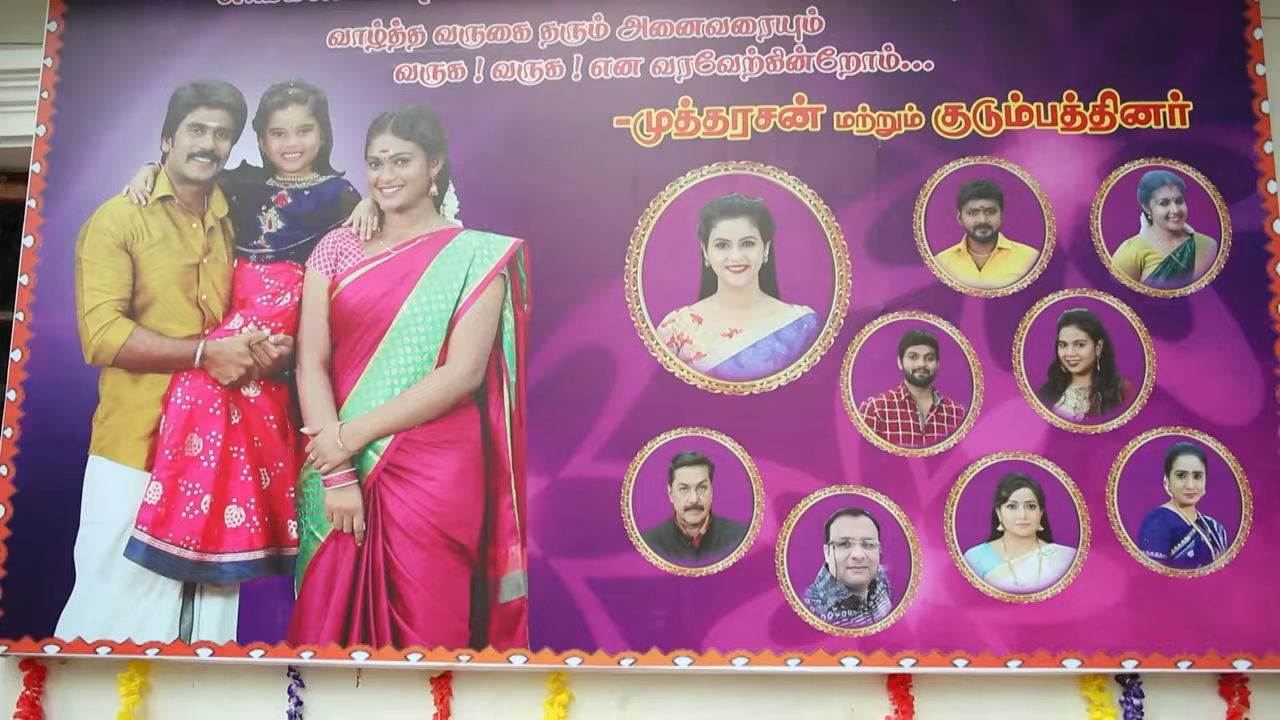 வாழ்த்த வருகை தரும் அனைவரையும்
வருக ! வருக ! என வரவேற்கின்றோம்...
-முத்தரசன் மற்றும் குடும்பத்தினர்